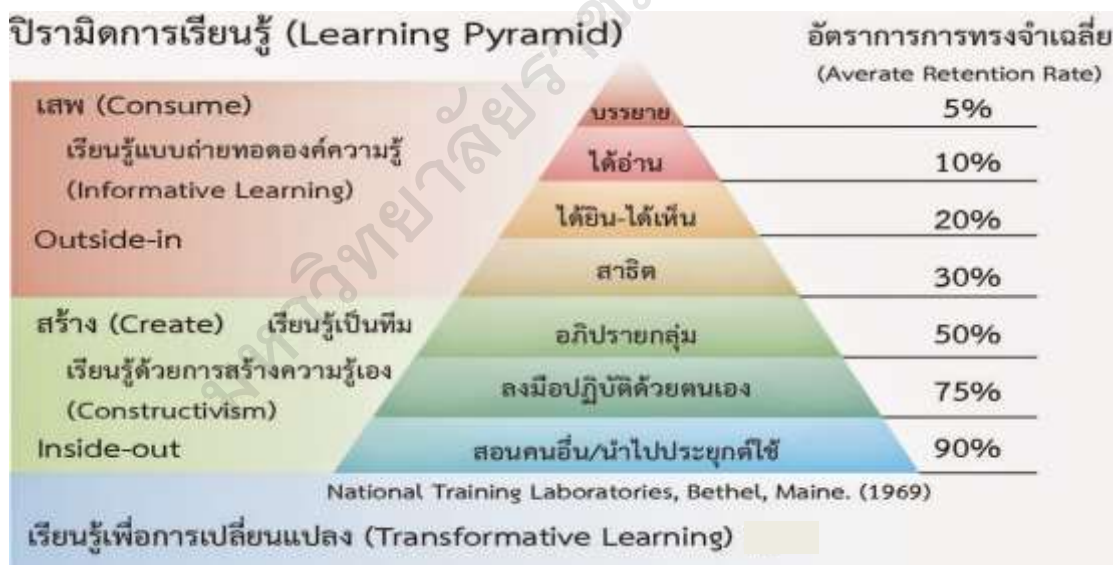 ปิรามิดการเรียนรู้ (Learning Pyramid)
อัตราการการทรงจำเฉลี่ย
(Averate Retention Rate)
เสพ (Consume)
บรรยาย
5%
เรียนรู้แบบถ่ายทอดองค์ความรู้
(Informative Learning)
ได้อ่าน
10%
Outside-in
ได้ยิน-ได้เห็น
20%
สาธิต
30%
สร้าง (Create) เรียนรู้เป็นทีม
อภิปรายกลุ่ม
50%
เรียนรู้ด้วยการสร้างความรู้เอง
(Constructivism)
ลงมือปฏิบัติด้วยตนเอง
75%
Inside-out
สอนคนอื่น/นำไปประยุกต์ใช้
90%
National Training Laboratories, Bethel, Maine. (1969)
เรียนรู้เพื่อการเปลี่ยนแปลง (Transformative Learning)
มหาวิทยาลัยรา